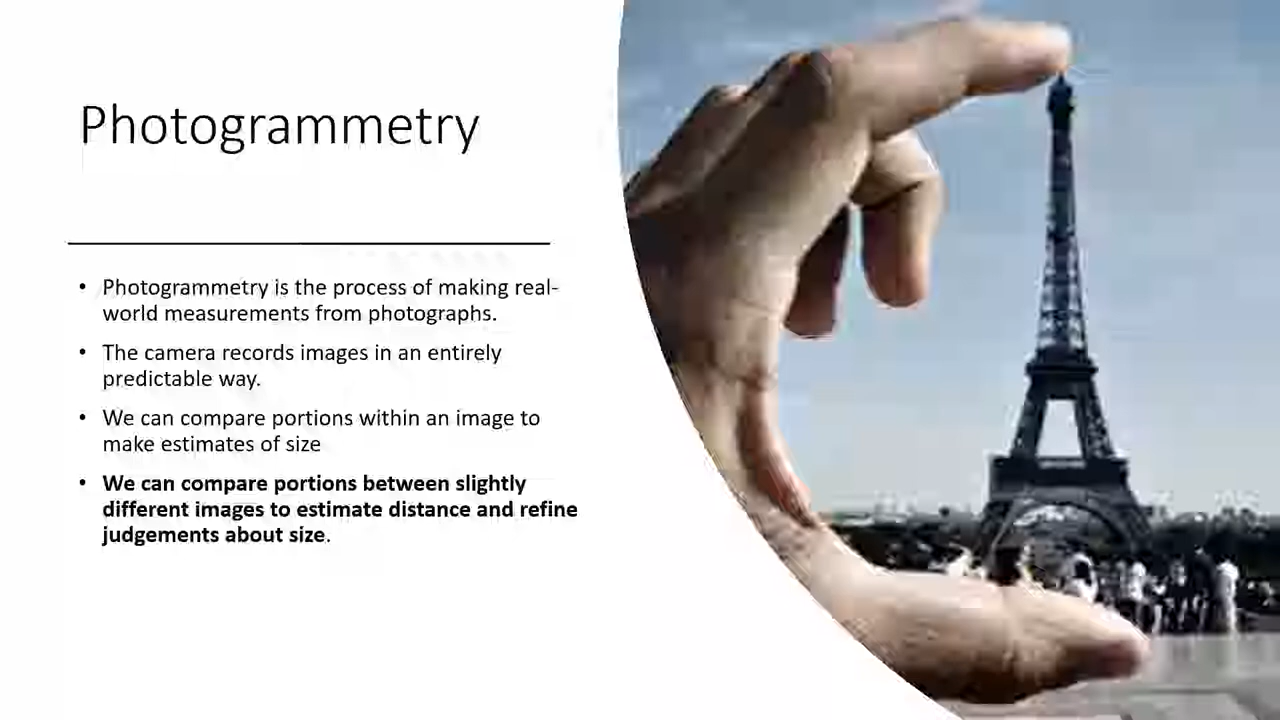 Photogrammetry
• Photogrammetry is the process of making real-
world measurements from photographs.
• The camera records images in an entirely
predictable way.
• We can compare portions within an image to
make estimates of size
• We can compare portions between slightly
different images to estimate distance and refine
judgements about size.